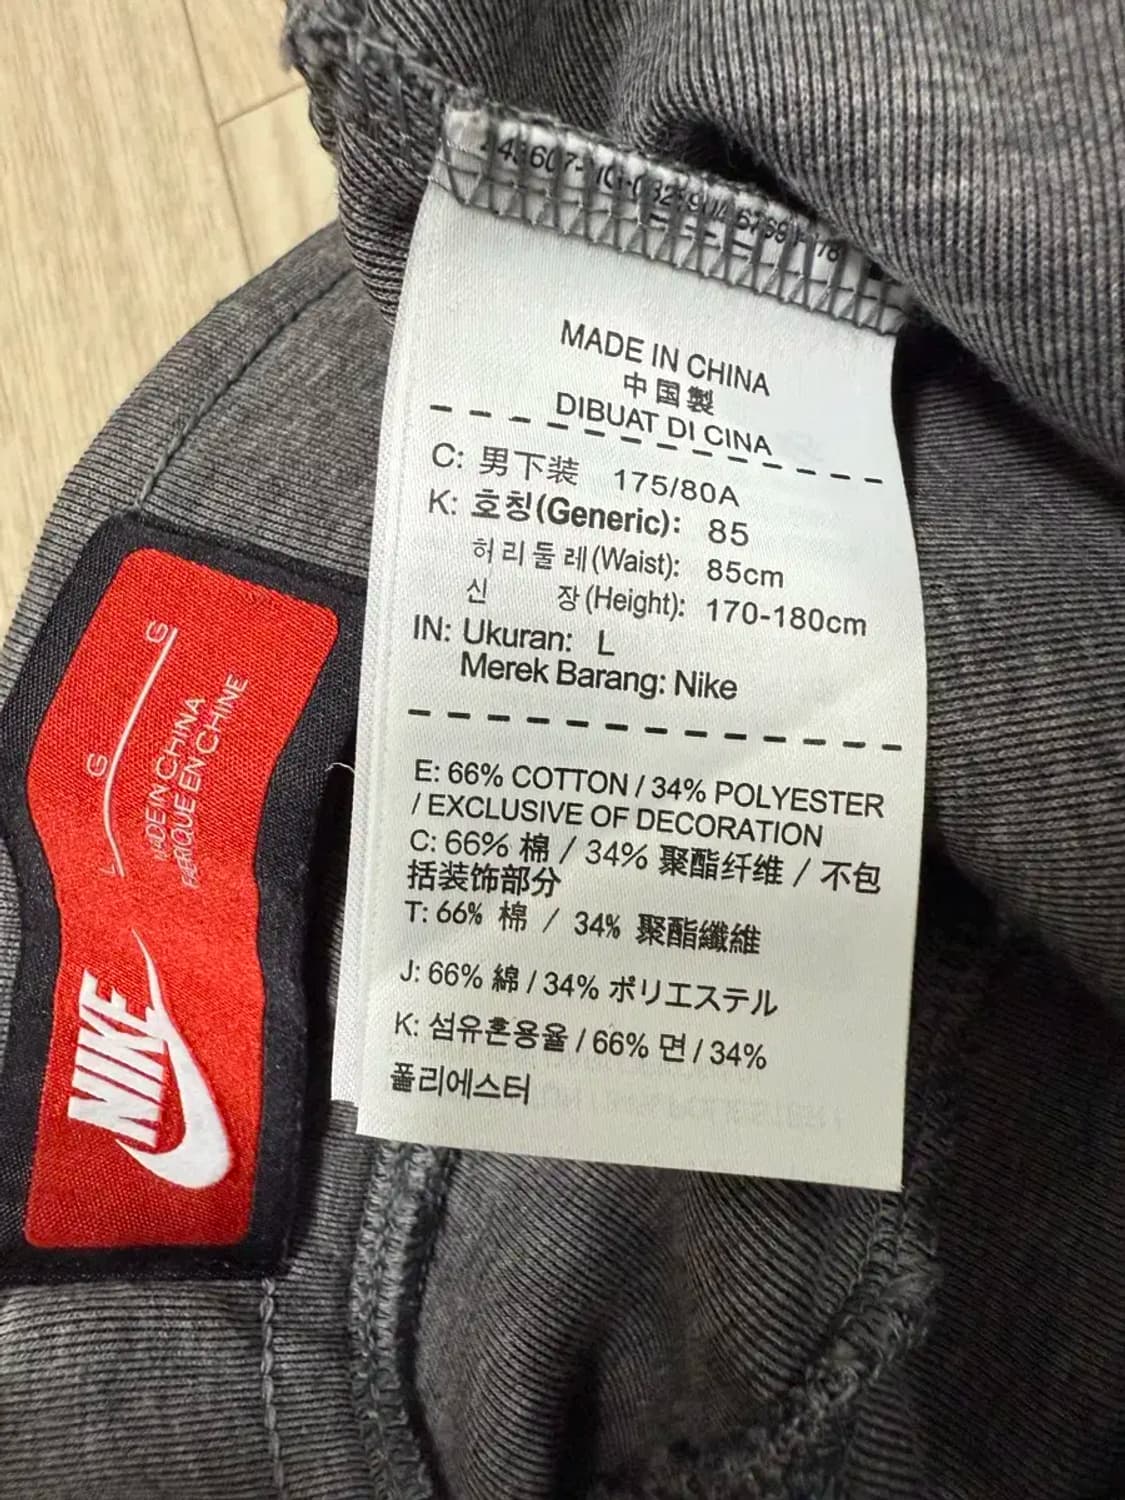 MADE IN CHINA
中国製
DIBUAT DI CINA
C: 男下装 175/80A
K: 호칭(Generic): 85
허리둘레(Waist): 85cm
신 장(Height): 170-180cm
IN: Ukuran: L
Merek Barang: Nike
E: 66% COTTON / 34% POLYESTER
/ EXCLUSIVE OF DECORATION
C: 66% 棉 / 34% 聚酯纤维 / 不包
括装饰部分
T: 66% 棉 / 34% 聚酯纖維
J: 66% 綿 / 34% ポリエステル
K: 섬유혼용율 / 66% 면 / 34%
폴리에스터
L G G
MADE IN CHINA
FABRIQUE EN CHINE
NIKE